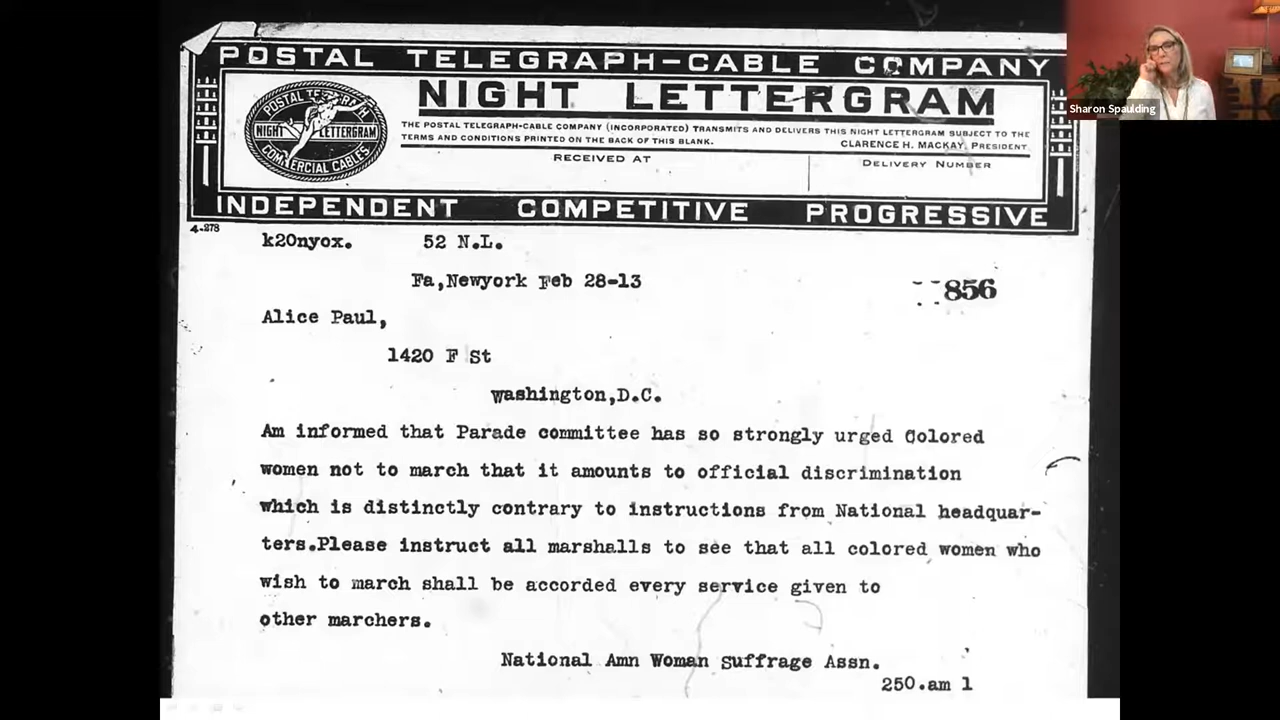 POSTAL TELEGRAPH-CABLE COMPANY
POSTAL TELEGRAPH
NIGHT LETTERGRAM
COMMERCIAL CABLES
NIGHT LETTERGRAM
THE POSTAL TELEGRAPH-CABLE COMPANY (INCORPORATED) TRANSMITS AND DELIVERS THIS NIGHT LETTERGRAM SUBJECT TO THE
TERMS AND CONDITIONS PRINTED ON THE BACK OF THIS BLANK.
CLARENCE H. MACKAY, PRESIDENT
RECEIVED AT
DELIVERY NUMBER
INDEPENDENT COMPETITIVE PROGRESSIVE
4-278
k20nyox. 52 N.L.
Fa,Newyork Feb 28-13
856
Alice Paul,
1420 F St
washington,D.C.
Am informed that Parade committee has so strongly urged Colored
women not to march that it amounts to official discrimination
which is distinctly contrary to instructions from National headquar-
ters.Please instruct all marshalls to see that all colored women who
wish to march shall be accorded every service given to
other marchers.
National Amn Woman Suffrage Assn.
250.am 1
Sharon Spaulding